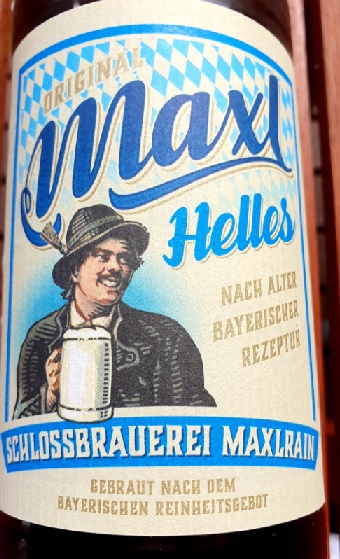 ORIGINAL
Maxl
Helles
NACH ALTER
BAYERISCHER
REZEPTUR
SCHLOSSBRAUEREI MAXLRAIN
GEBRAUT NACH DEM
BAYERISCHEN REINHEITSGEBOT